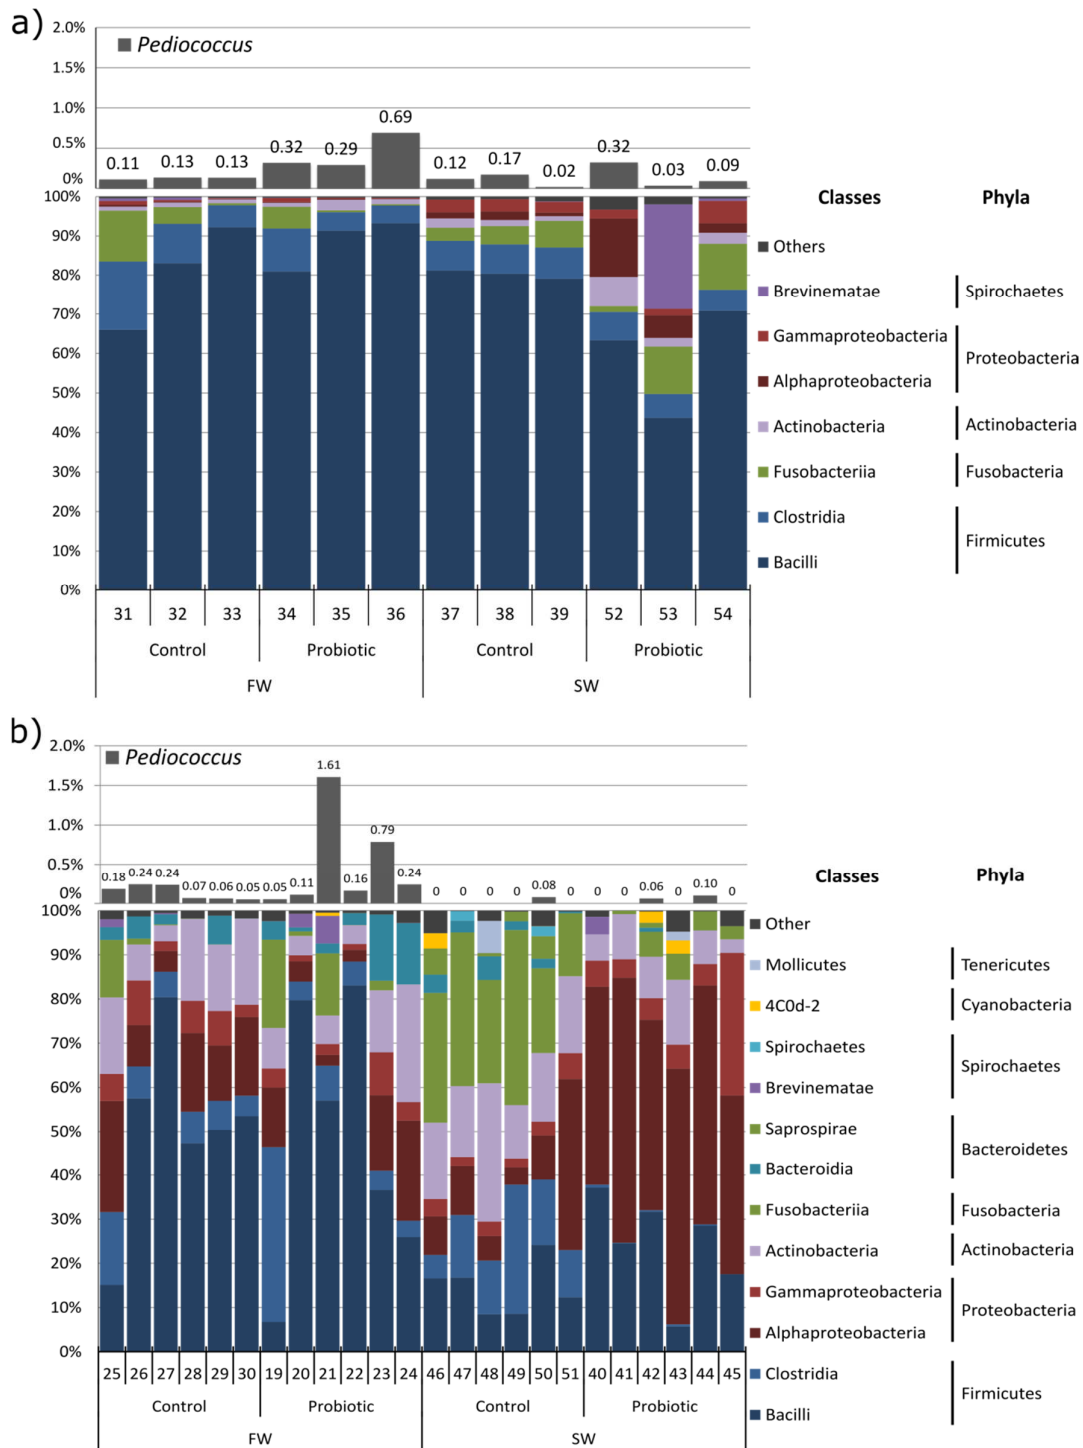 a)
2.0%
Pediococcus
1.5%
1.0%
0.69
0.5%
0.32
0.29
0.32
0.11
0.13
0.13
0.12
0.17
0.02
0.03
0.09
0%
100%
Classes
Phyla
90%
Others
80%
Brevinematae
Spirochaetes
70%
Gammaproteobacteria
60%
Proteobacteria
50%
Alphaproteobacteria
40%
Actinobacteria
Actinobacteria
30%
Fusobacteriia
Fusobacteria
20%
Clostridia
10%
Firmicutes
Bacilli
0%
31 32 33 34 35 36 37 38 39 52 53 54
Control Probiotic Control Probiotic
FW SW
b)
2.0%
Pediococcus
1.61
1.5%
1.0%
0.79
0.5%
0.18 0.24 0.24 0.07 0.06 0.05 0.05 0.11 0.16 0.24 0 0 0 0 0.08 0 0 0 0.06 0 0.10 0
0%
Classes
Phyla
100%
Other
90%
Mollicutes
Tenericutes
80%
4C0d-2
Cyanobacteria
70%
Spirochaetes
Spirochaetes
60%
Brevinematae
50%
Saprospirae
Bacteroidetes
40%
Bacteroidia
30%
Fusobacteriia
Fusobacteria
20%
Actinobacteria
Actinobacteria
10%
Gammaproteobacteria
Proteobacteria
Alphaproteobacteria
0%
25 26 27 28 29 30 19 20 21 22 23 24 46 47 48 49 50 51 40 41 42 43 44 45
Clostridia
Firmicutes
Control Probiotic Control Probiotic
Bacilli
FW SW